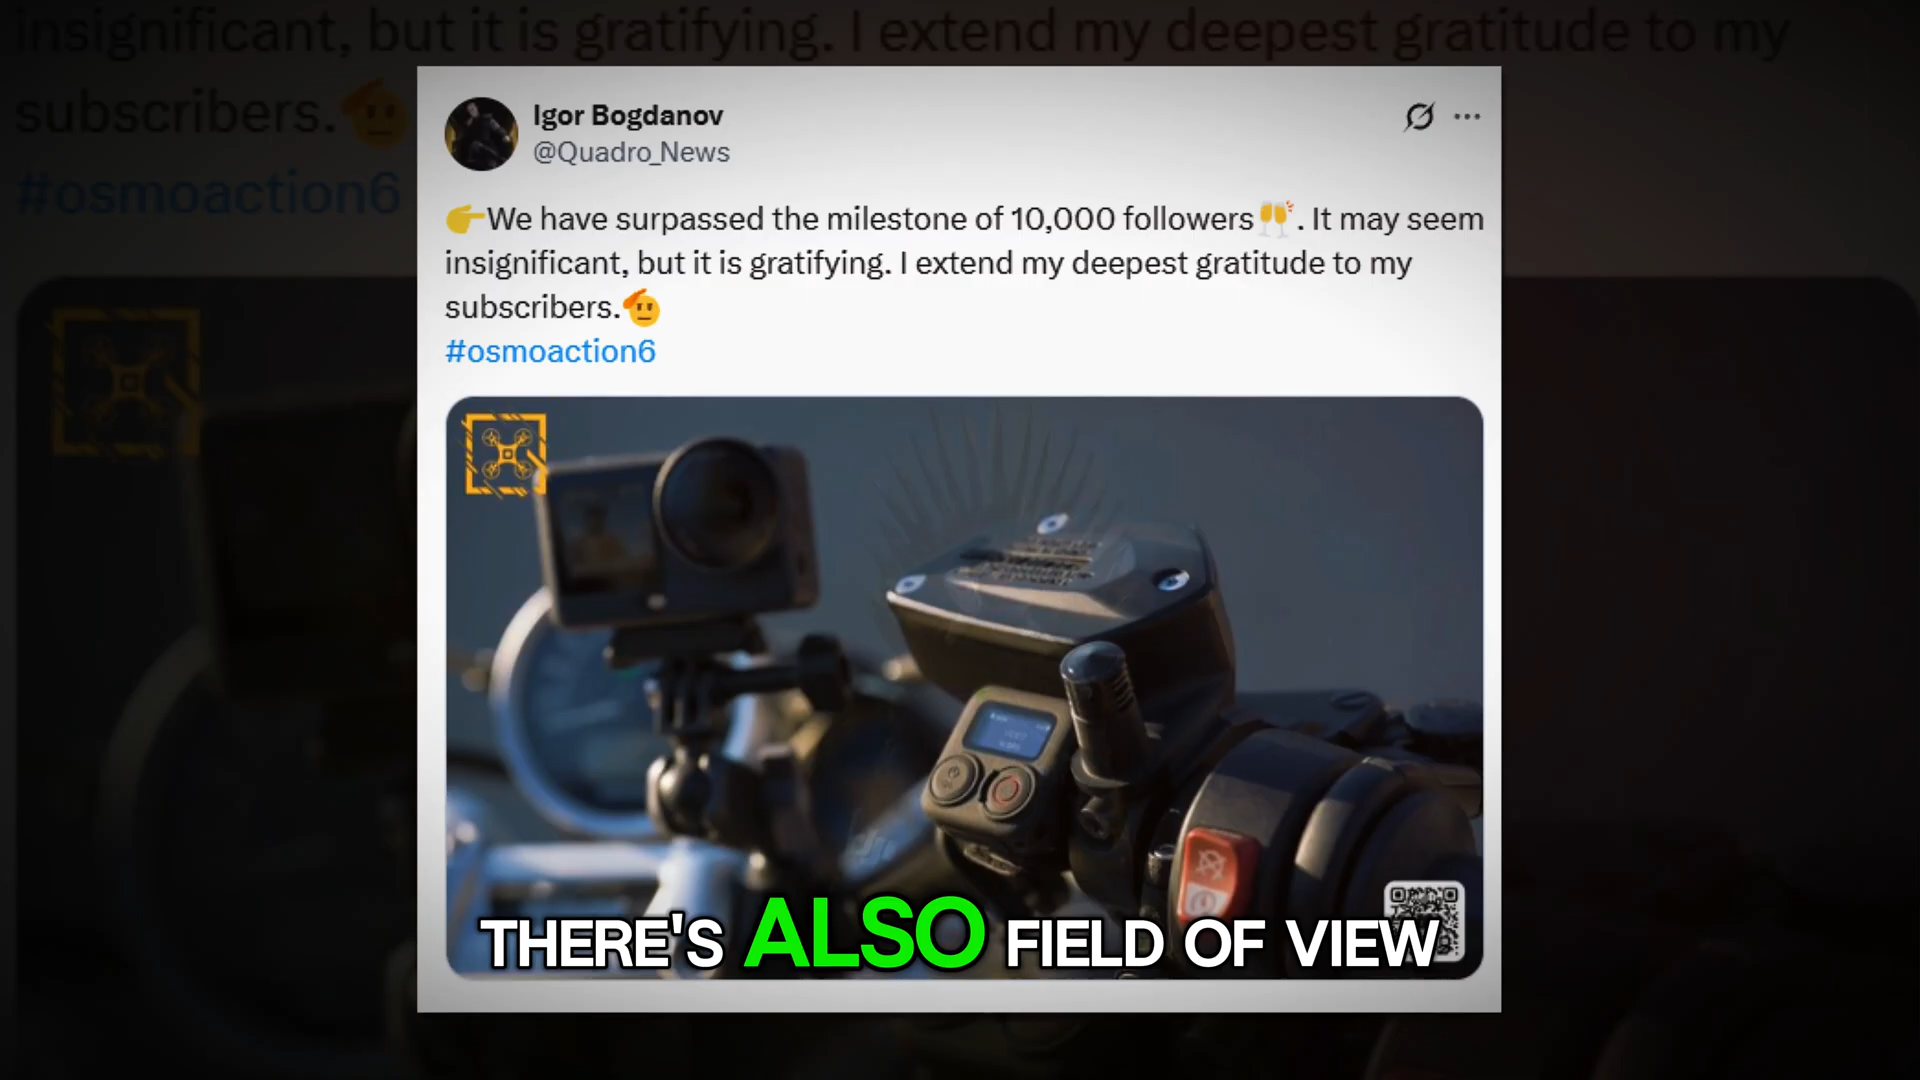 insignificant, but it is gratifying. I extend my deepest gratitude to my
subscribers.
#osmoaction6
Igor Bogdanov
@Quadro_News
We have surpassed the milestone of 10,000 followers. It may seem
insignificant, but it is gratifying. I extend my deepest gratitude to my
subscribers.
#osmoaction6
THERE'S ALSO FIELD OF VIEW